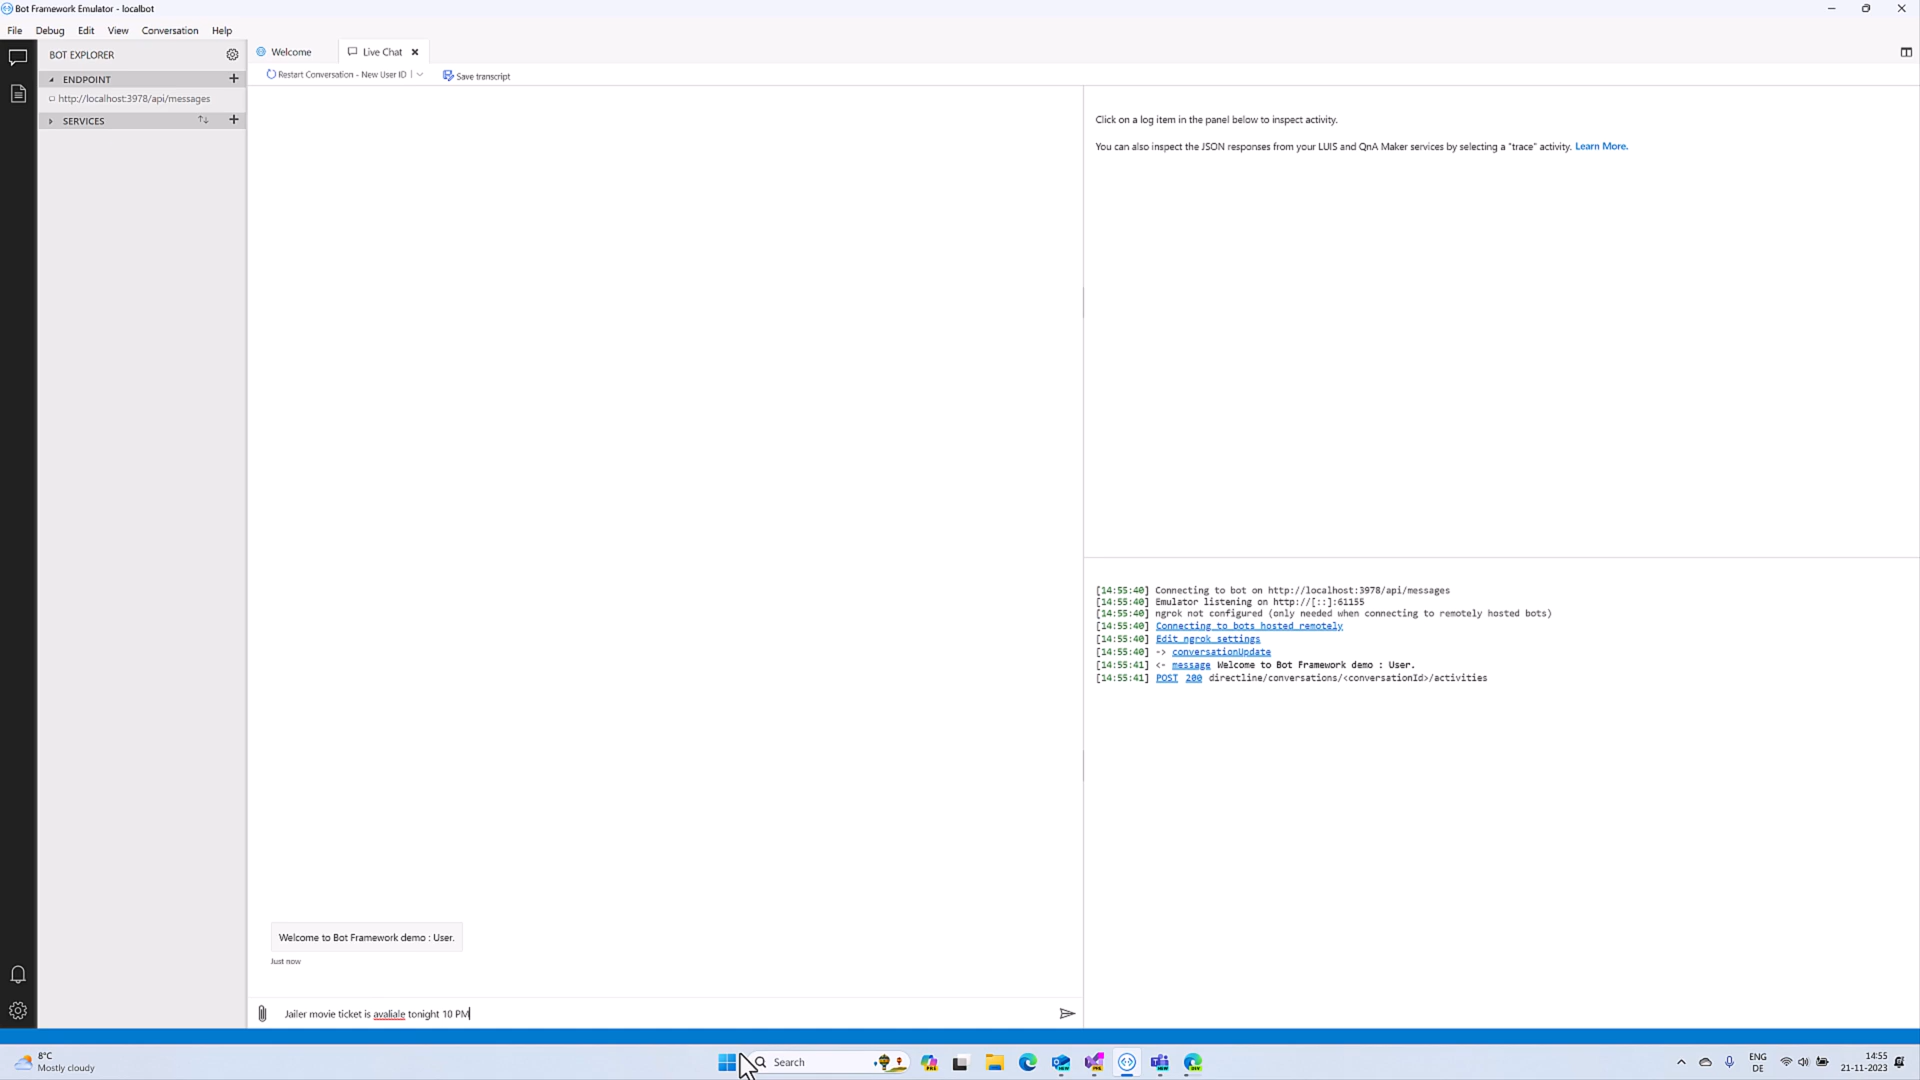 Bot Framework Emulator - localbot
File Debug Edit View Conversation Help
BOT EXPLORER
ENDPOINT
http://localhost:3978/api/messages
SERVICES
Welcome
Live Chat
Restart Conversation - New User ID
Save transcript
Click on a log item in the panel below to inspect activity.
You can also inspect the JSON responses from your LUIS and QnA Maker services by selecting a "trace" activity. Learn More.
[14:55:40] Connecting to bot on http://localhost:3978/api/messages
[14:55:40] Emulator listening on http://[::]:61155
[14:55:40] ngrok not configured (only needed when connecting to remotely hosted bots)
[14:55:40] Connecting to bots hosted remotely
[14:55:40] Edit ngrok settings
[14:55:40] -> conversationUpdate
[14:55:41] <- message Welcome to Bot Framework demo : User.
[14:55:41] POST 200 directline/conversations/<conversationId>/activities
Welcome to Bot Framework demo : User.
Just now
Jailer movie ticket is avaliale tonight 10 PM
8°C
Mostly cloudy
Search
ENG
DE
14:55
21-11-2023